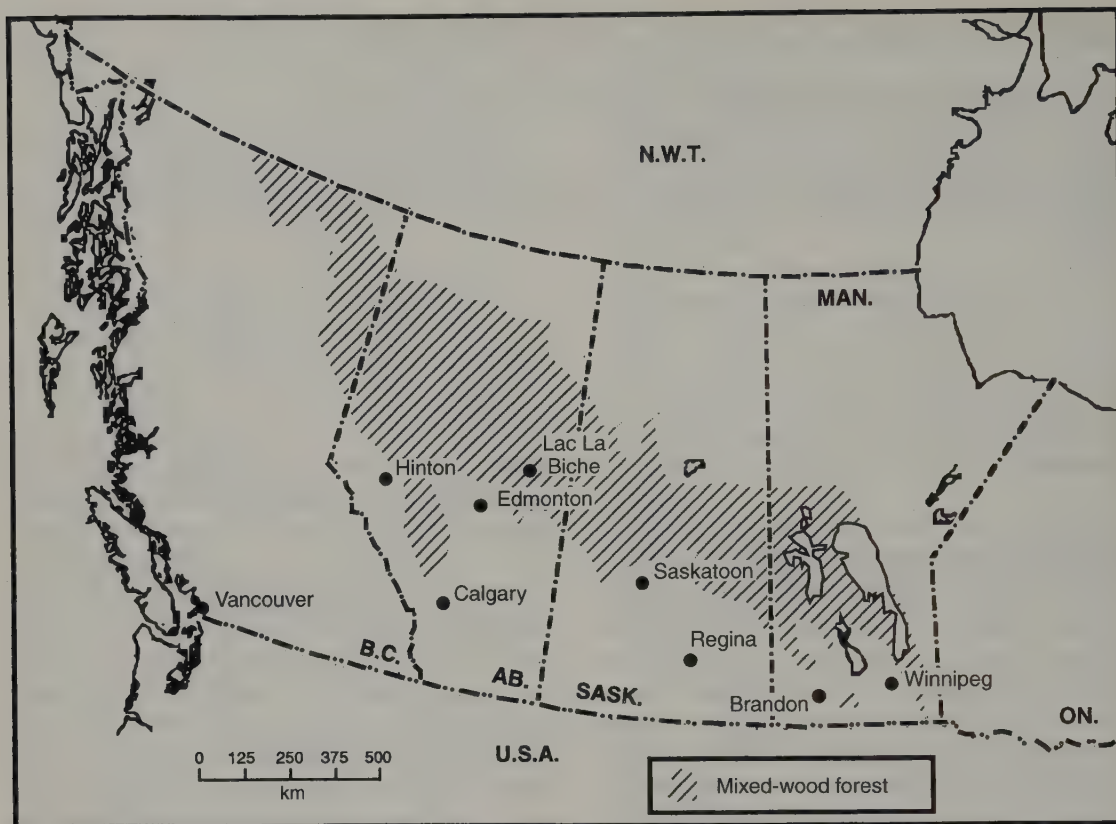 N.W.T.
MAN.
Lac La
Biche
Hinton
Edmonton
Saskatoon
Vancouver
Calgary
Regina
B.C.
AB.
SASK.
Brandon
Winnipeg
ON.
U.S.A.
0 125 250 375 500
km
Mixed-wood forest